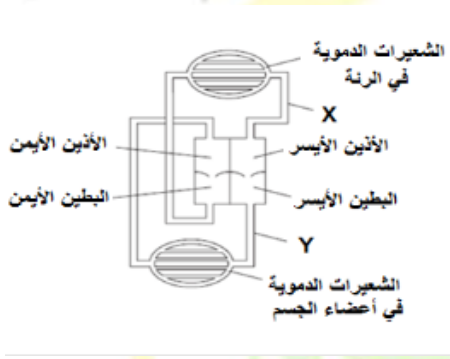 الشعيرات الدموية
في الرئة
X
الأذين الأيمن
الأذين الأيسر
البطين الأيمن
البطين الأيسر
Y
الشعيرات الدموية
في أعضاء الجسم